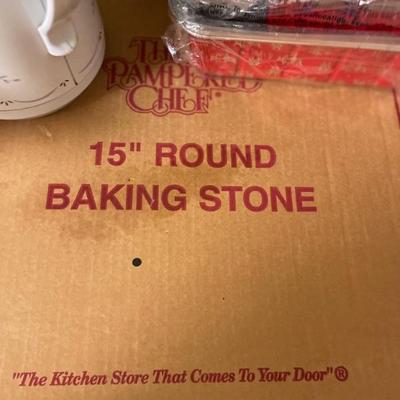 The
Pampered
Chef®
15" ROUND
BAKING STONE
"The Kitchen Store That Comes To Your Door"®